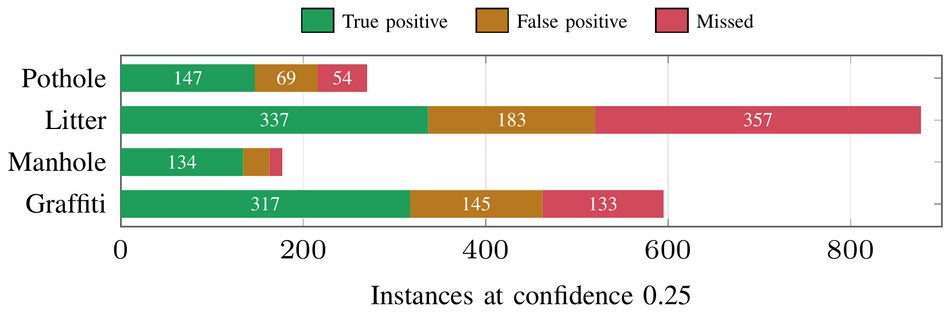 True positive False positive Missed
Pothole 147 69 54
Litter 337 183 357
Manhole 134
Graffiti 317 145 133
0 200 400 600 800
Instances at confidence 0.25